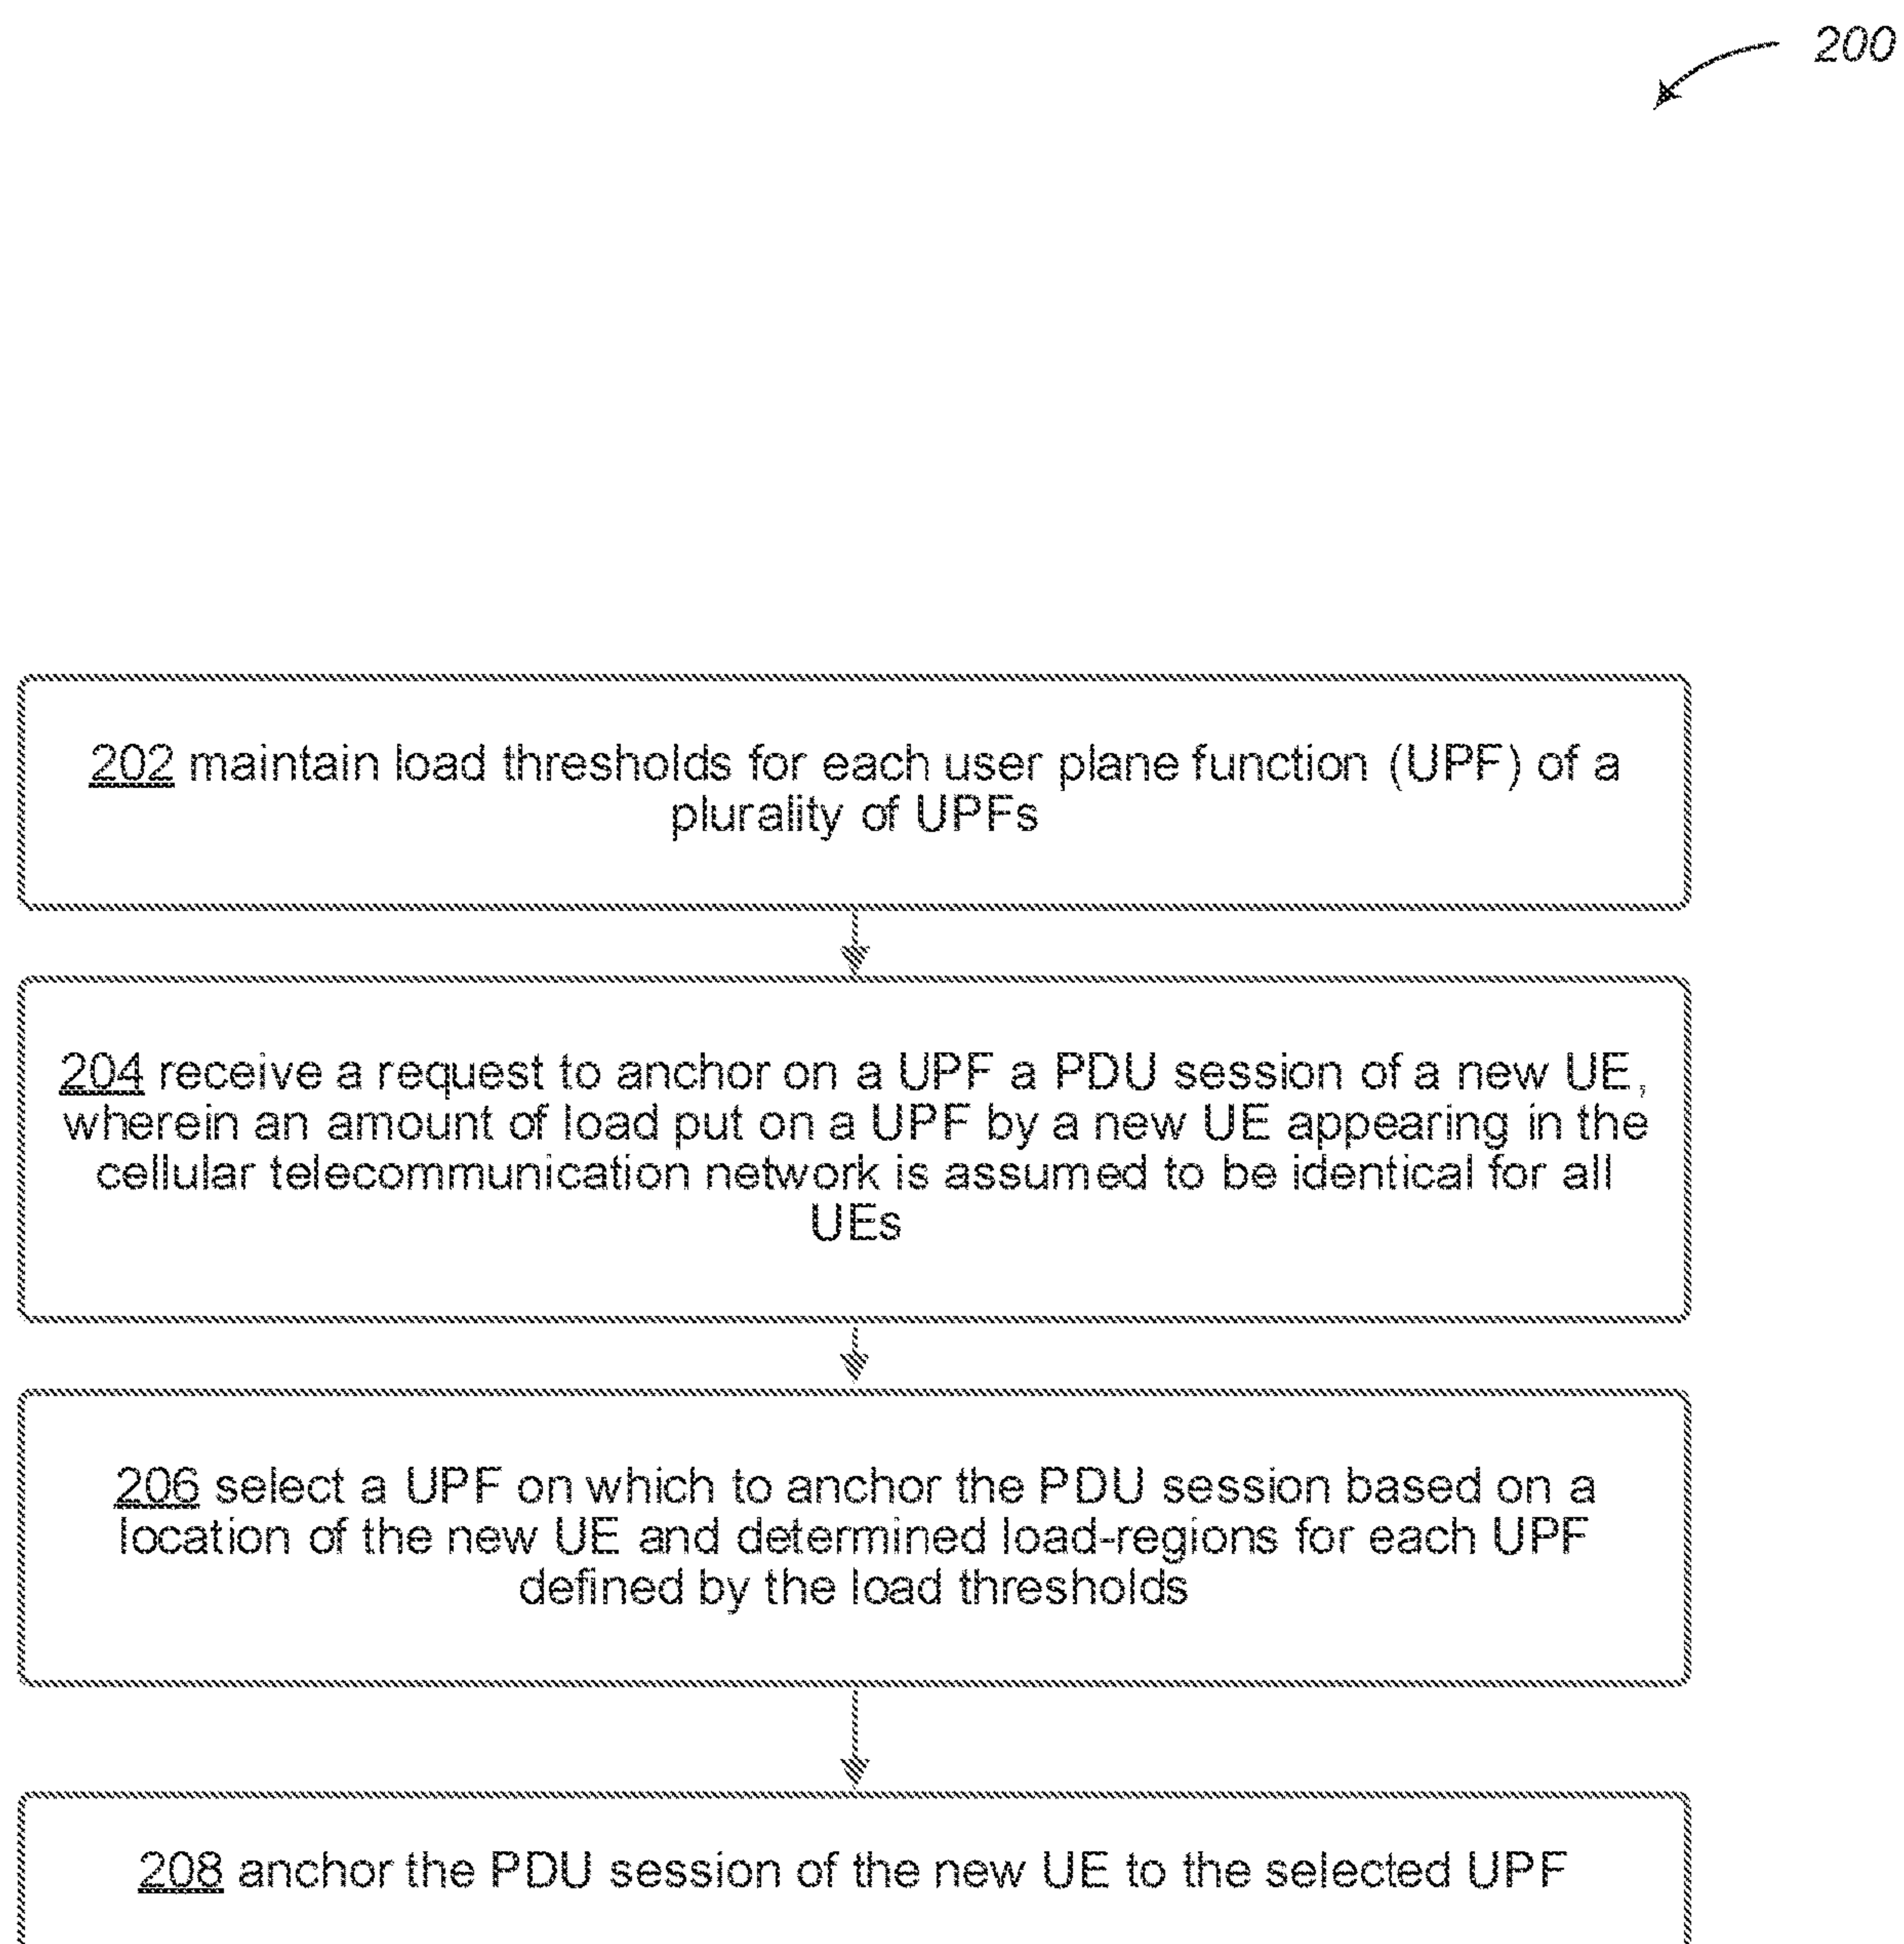 200
202 maintain load thresholds for each user plane function (UPF) of a
plurality of UPFs
204 receive a request to anchor on a UPF a PDU session of a new UE,
wherein an amount of load put on a UPF by a new UE appearing in the
cellular telecommunication network is assumed to be identical for all
UEs
206 select a UPF on which to anchor the PDU session based on a
location of the new UE and determined load-regions for each UPF
defined by the load thresholds
208 anchor the PDU session of the new UE to the selected UPF